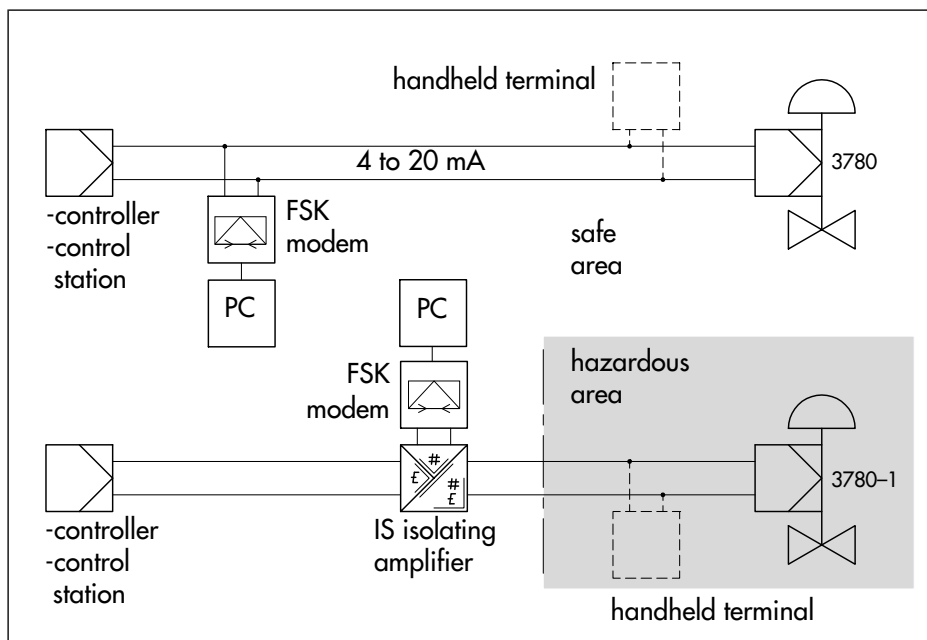 handheld terminal
4 to 20 mA
3780
-controller
-control
station
FSK
modem
safe
area
PC
PC
hazardous
area
FSK
modem
#
£
#
£
3780–1
-controller
-control
station
IS isolating
amplifier
handheld terminal